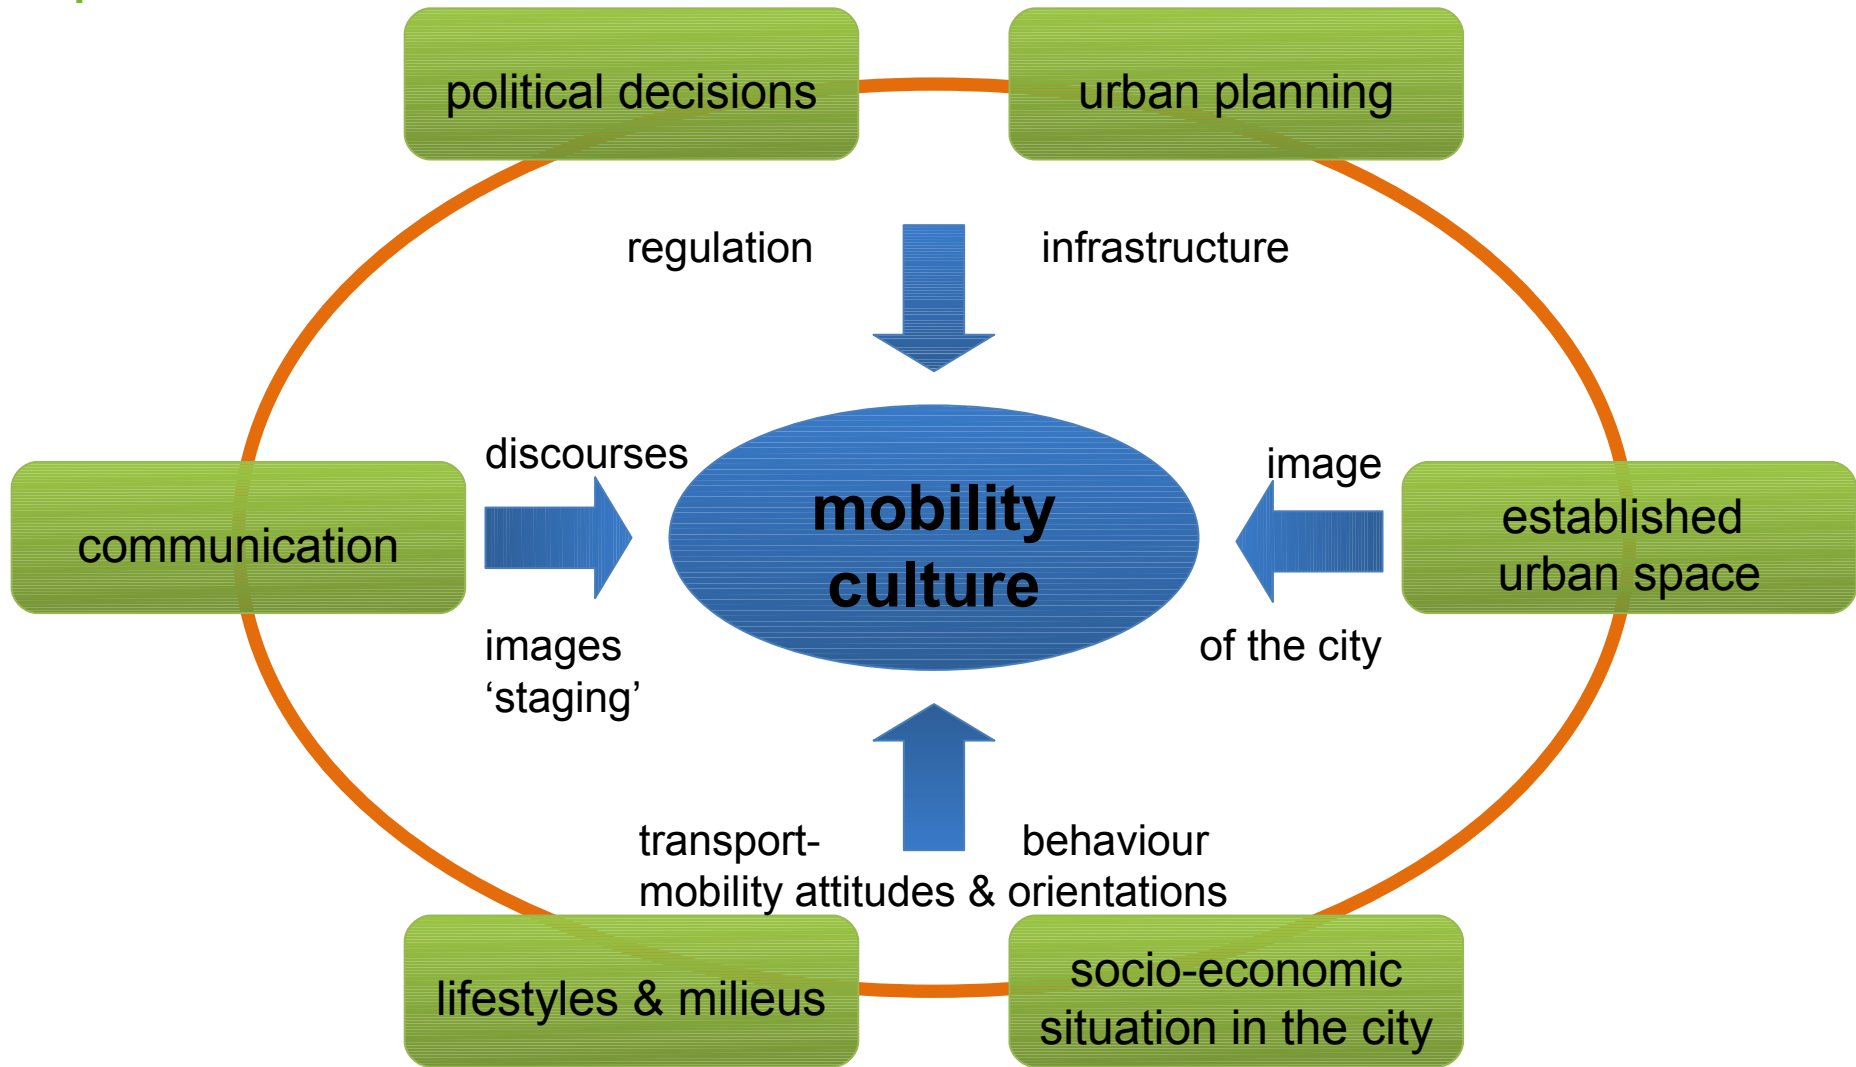 political decisions
urban planning
regulation
infrastructure
discourses
image
communication
mobility
culture
established
urban space
images
‘staging’
of the city
transport-
behaviour
mobility attitudes & orientations
lifestyles & milieus
socio-economic
situation in the city